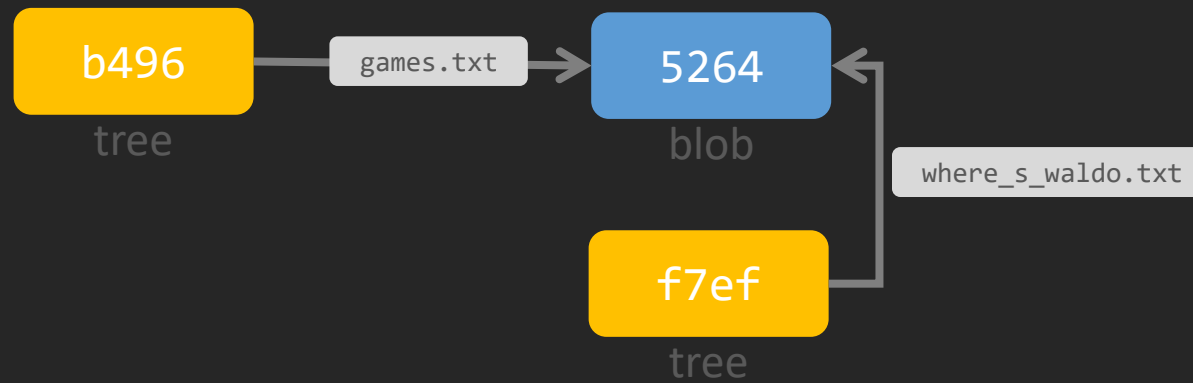 b496
games.txt
5264
tree
blob
where_s_waldo.txt
f7ef
tree